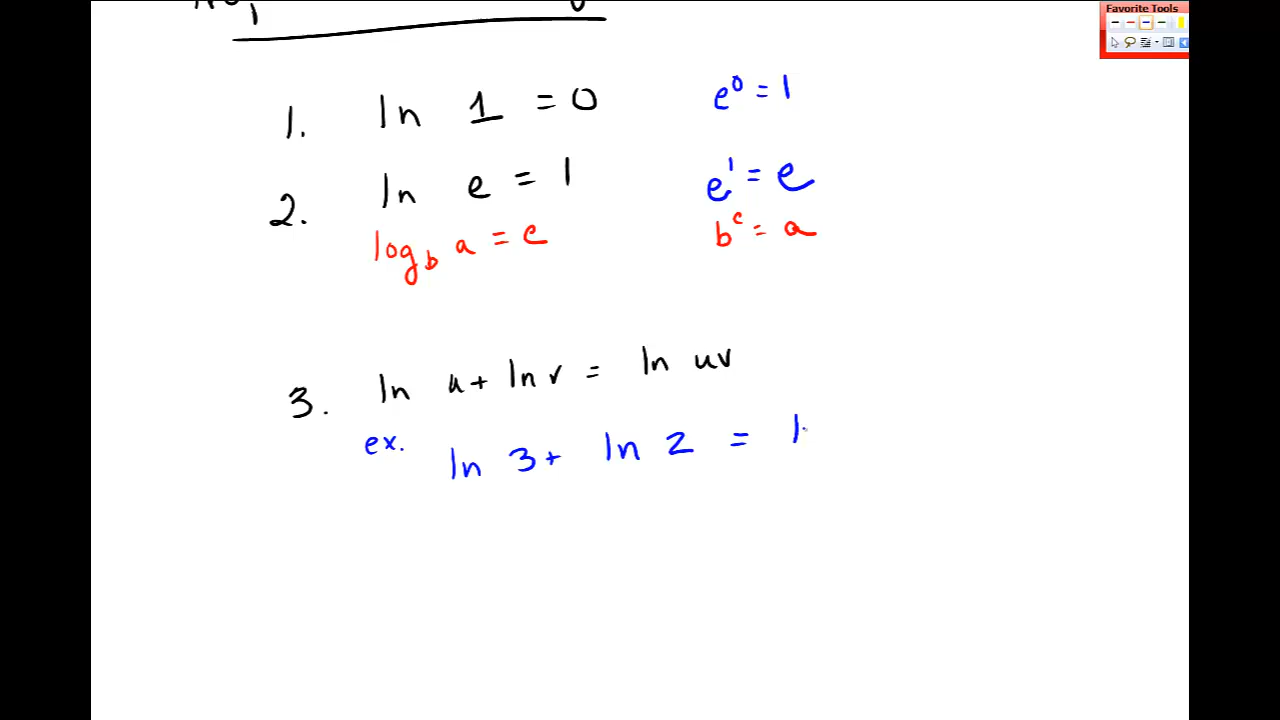 Favorite Tools
1. ln 1 = 0 e⁰ = 1
2. ln e = 1 e¹ = e
log_b a = c bᶜ = a
3. ln u + ln v = ln uv
ex. ln 3 + ln 2 =